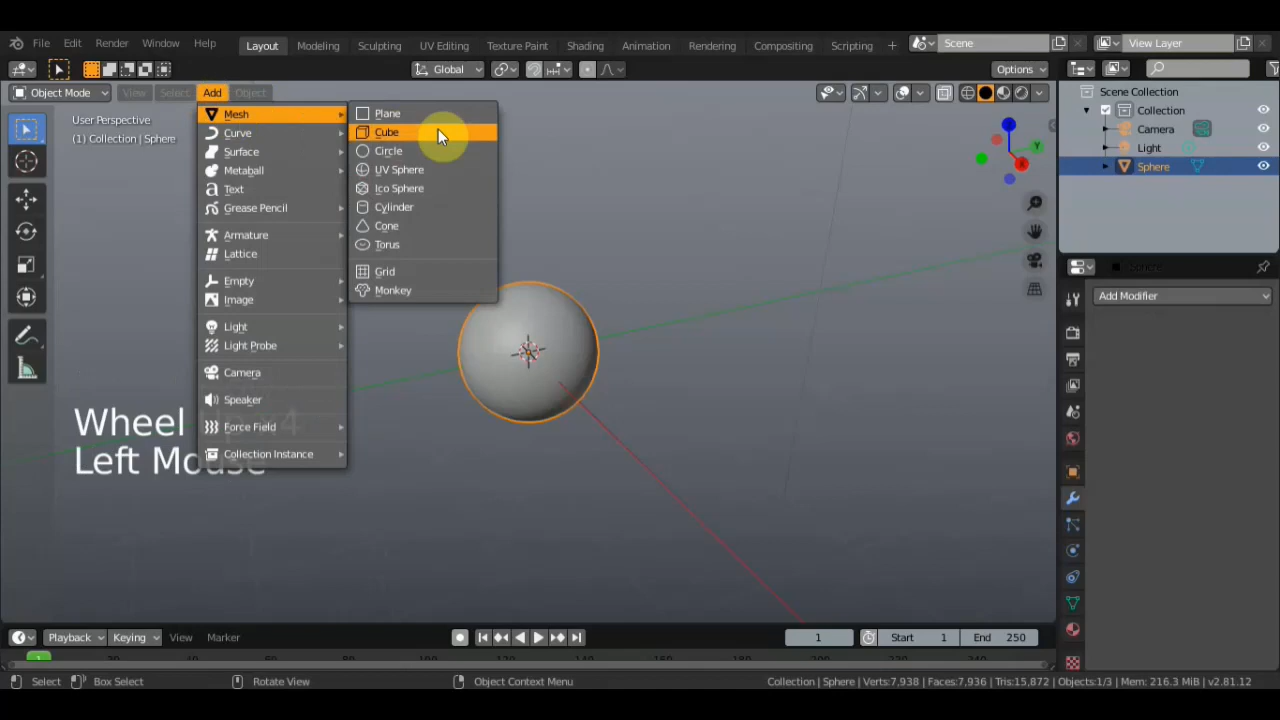 File Edit Render Window Help Layout Modeling Sculpting UV Editing Texture Paint Shading Animation Rendering Compositing Scripting + Scene View Layer
Global Options
Object Mode View Select Add Object
User Perspective
(1) Collection | Sphere
Mesh
Curve
Surface
Metaball
Text
Grease Pencil
Armature
Lattice
Empty
Image
Light
Light Probe
Camera
Speaker
Force Field
Collection Instance
Plane
Cube
Circle
UV Sphere
Ico Sphere
Cylinder
Cone
Torus
Grid
Monkey
Z
Y
X
Scene Collection
Collection
Camera
Light
Sphere
Sphere
Add Modifier
Wheel Up x4
Left Mouse
Playback Keying View Marker 1 Start 1 End 250
1
Select Box Select Rotate View Object Context Menu Collection | Sphere | Verts:7,938 | Faces:7,936 | Tris:15,872 | Objects:1/3 | Mem: 216.3 MiB | v2.81.12